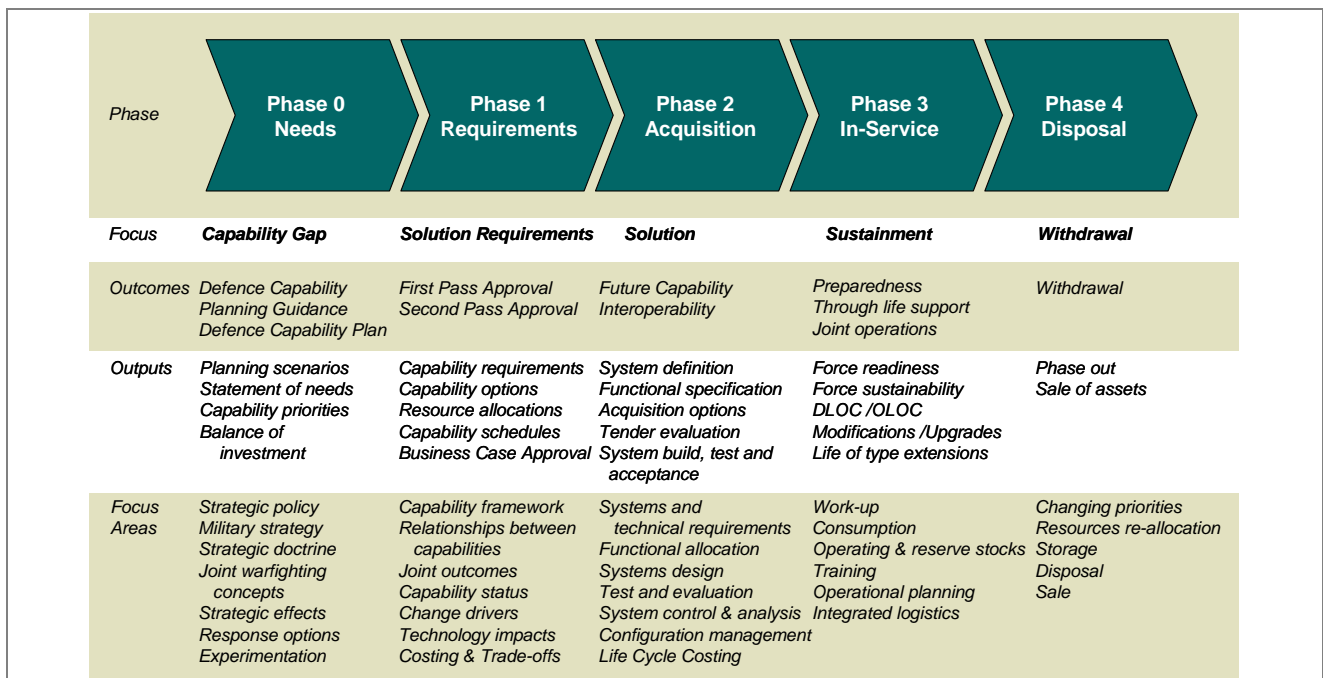 Phase
Phase 0
Needs
Phase 1
Requirements
Phase 2
Acquisition
Phase 3
In-Service
Phase 4
Disposal
Focus
Capability Gap
Solution Requirements
Solution
Sustainment
Withdrawal
Outcomes
Defence Capability
Planning Guidance
Defence Capability Plan
First Pass Approval
Second Pass Approval
Future Capability
Interoperability
Preparedness
Through life support
Joint operations
Withdrawal
Outputs
Planning scenarios
Statement of needs
Capability priorities
Balance of
investment
Capability requirements
Capability options
Resource allocations
Capability schedules
Business Case Approval
System definition
Functional specification
Acquisition options
Tender evaluation
System build, test and
acceptance
Force readiness
Force sustainability
DLOC /OLOC
Modifications /Upgrades
Life of type extensions
Phase out
Sale of assets
Focus
Areas
Strategic policy
Military strategy
Strategic doctrine
Joint warfighting
concepts
Strategic effects
Response options
Experimentation
Capability framework
Relationships between
capabilities
Joint outcomes
Capability status
Change drivers
Technology impacts
Costing & Trade-offs
Systems and
technical requirements
Functional allocation
Systems design
Test and evaluation
System control & analysis
Configuration management
Life Cycle Costing
Work-up
Consumption
Operating & reserve stocks
Training
Operational planning
Integrated logistics
Changing priorities
Resources re-allocation
Storage
Disposal
Sale